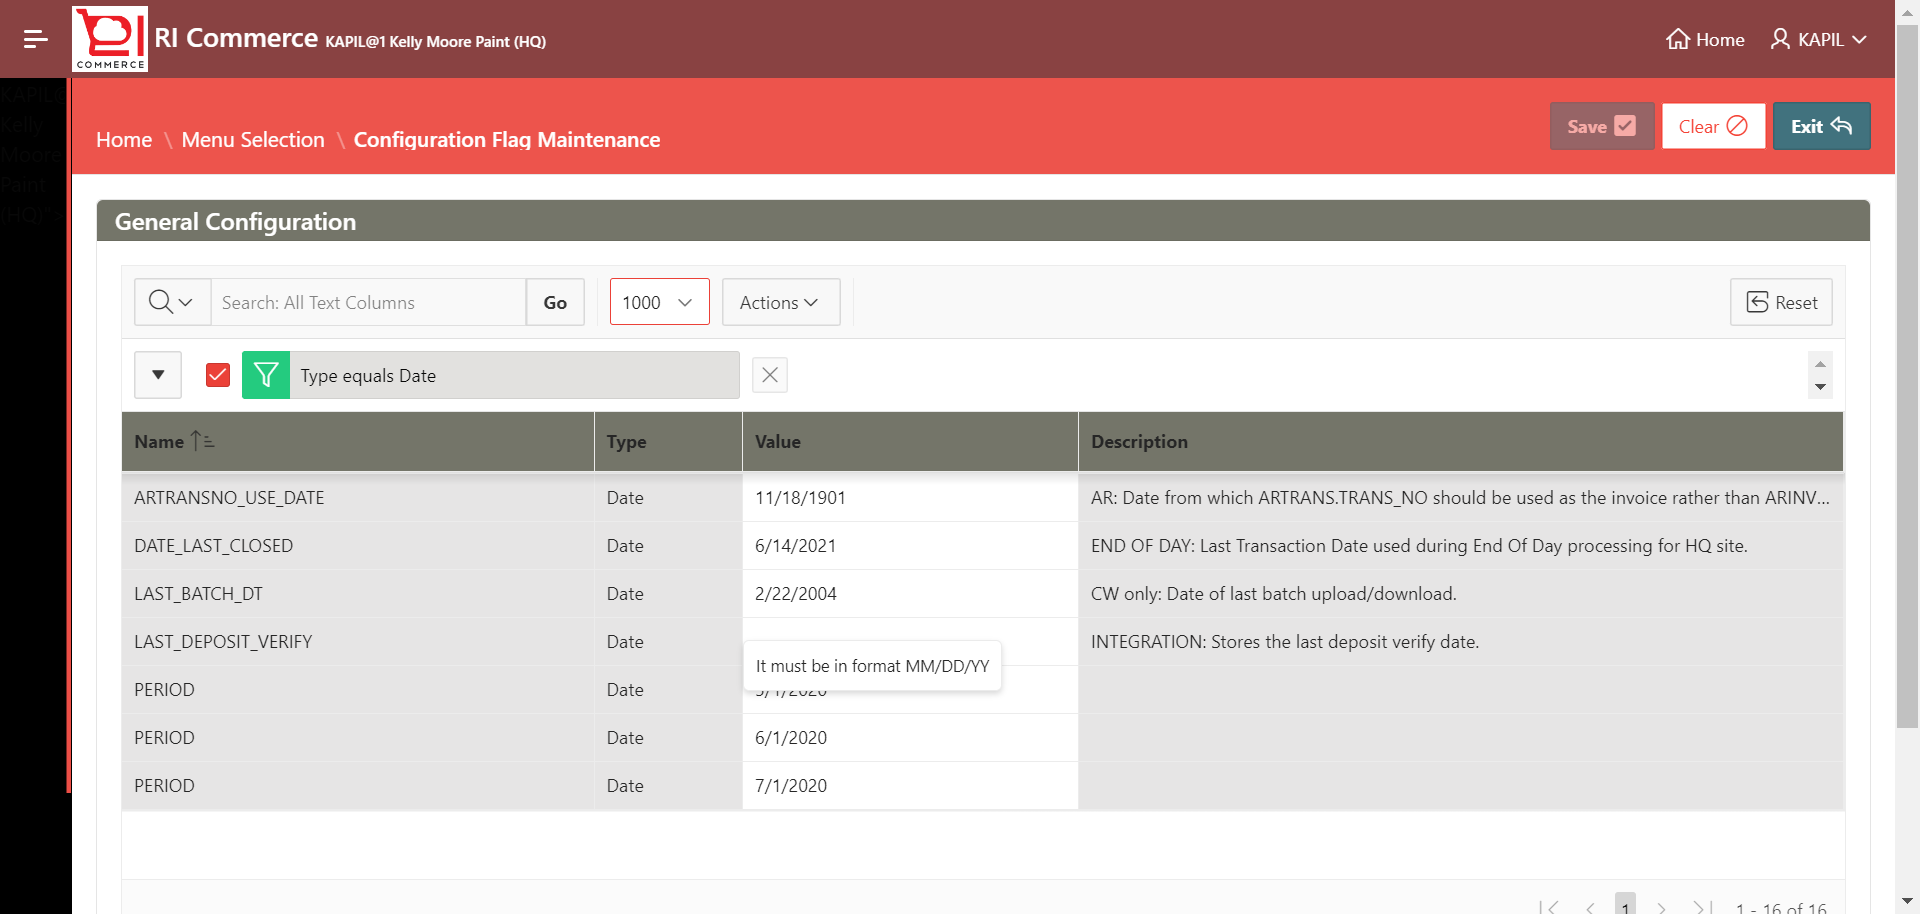 COMMERCE
RI Commerce KAPIL@1 Kelly Moore Paint (HQ)
Home
KAPIL
KAPIL@
Kelly
Moore
Paint
(HQ)
Home \ Menu Selection \ Configuration Flag Maintenance
Save
Clear
Exit
General Configuration
Search: All Text Columns
Go
1000
Actions
Reset
Type equals Date
Name Type Value Description
ARTRANSNO_USE_DATE Date 11/18/1901 AR: Date from which ARTRANS.TRANS_NO should be used as the invoice rather than ARINV...
DATE_LAST_CLOSED Date 6/14/2021 END OF DAY: Last Transaction Date used during End Of Day processing for HQ site.
LAST_BATCH_DT Date 2/22/2004 CW only: Date of last batch upload/download.
LAST_DEPOSIT_VERIFY Date INTEGRATION: Stores the last deposit verify date.
It must be in format MM/DD/YY
PERIOD Date 5/1/2020
PERIOD Date 6/1/2020
PERIOD Date 7/1/2020
1 1 - 16 of 16